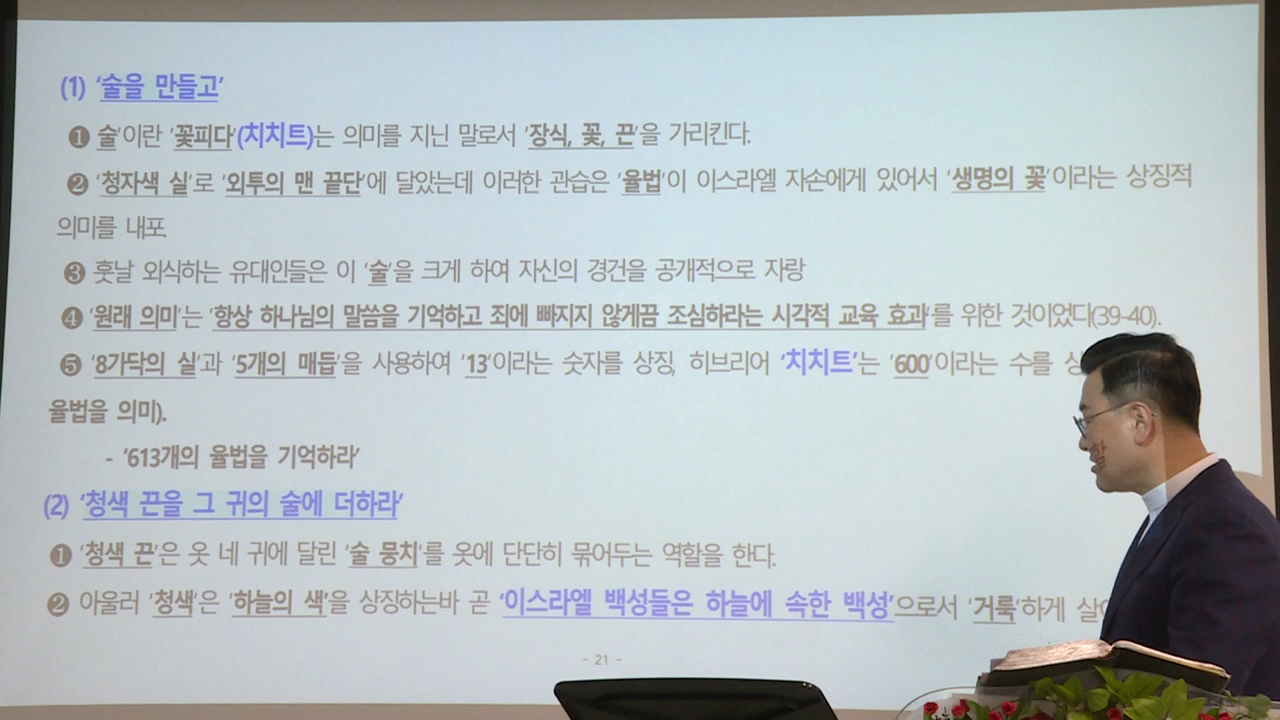 (1) '술을 만들고'
❶ 술'이란 '꽃피다'(치치트)는 의미를 지닌 말로서 '장식, 꽃, 끈'을 가리킨다.
❷ '청자색 실'로 '외투의 맨 끝단'에 달았는데 이러한 관습은 '율법'이 이스라엘 자손에게 있어서 '생명의 꽃'이라는 상징적
의미를 내포.
❸ 훗날 외식하는 유대인들은 이 '술'을 크게 하여 자신의 경건을 공개적으로 자랑
❹ '원래 의미'는 '항상 하나님의 말씀을 기억하고 죄에 빠지지 않게끔 조심하라는 시각적 교육 효과'를 위한 것이었다(39-40).
❺ '8가닥의 실'과 '5개의 매듭'을 사용하여 '13'이라는 숫자를 상징, 히브리어 '치치트'는 '600'이라는 수를
율법을 의미).
- '613개의 율법을 기억하라'
(2) '청색 끈을 그 귀의 술에 더하라'
❶ '청색 끈'은 옷 네 귀에 달린 '술 뭉치'를 옷에 단단히 묶어두는 역할을 한다.
❷ 아울러 '청색'은 '하늘의 색'을 상징하는바 곧 '이스라엘 백성들은 하늘에 속한 백성'으로서 '거룩'하게
- 21 -